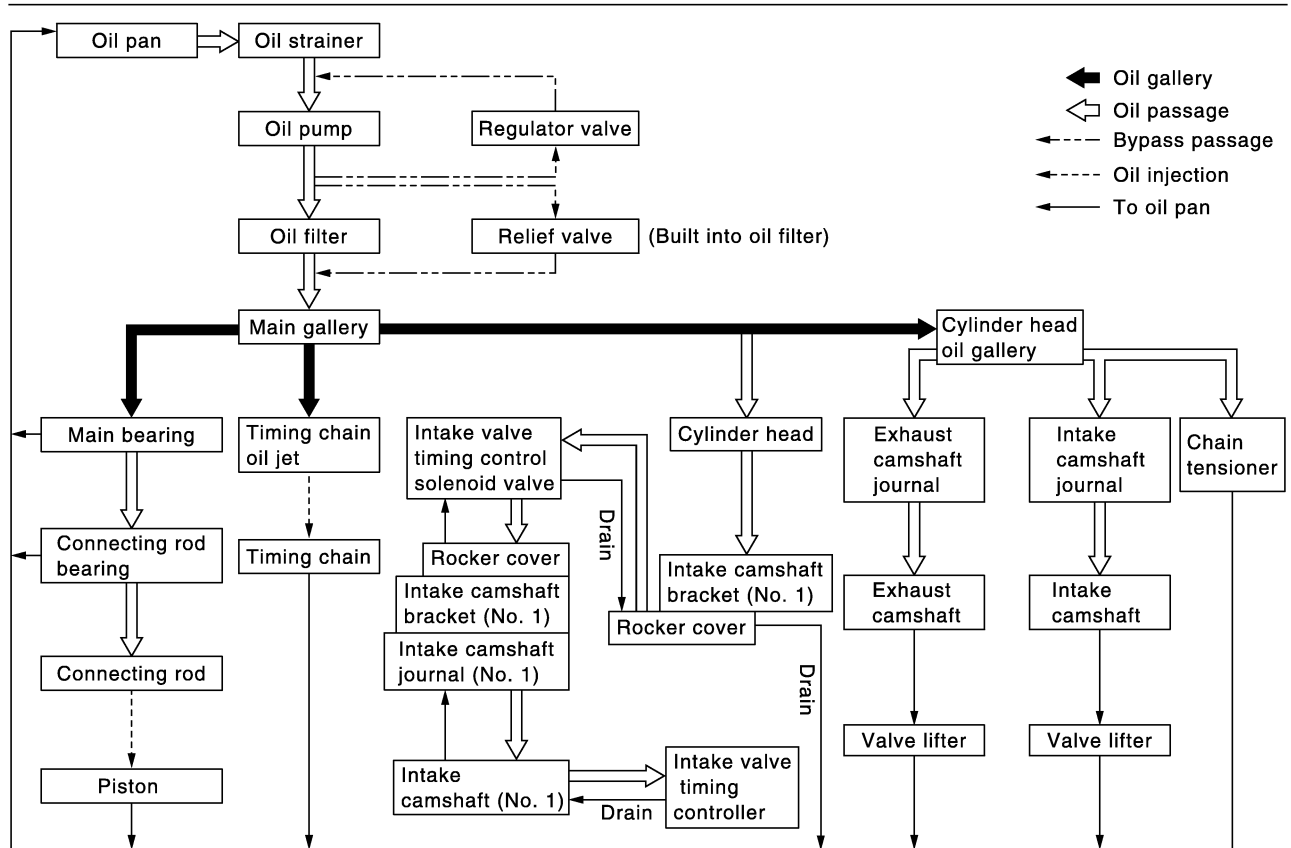 Oil pan
Oil strainer
Oil gallery
Oil passage
Oil pump
Regulator valve
Bypass passage
Oil injection
To oil pan
Oil filter
Relief valve
(Built into oil filter)
Main gallery
Cylinder head
oil gallery
Main bearing
Timing chain
oil jet
Intake valve
timing control
solenoid valve
Cylinder head
Exhaust
camshaft
journal
Intake
camshaft
journal
Chain
tensioner
Drain
Connecting rod
bearing
Timing chain
Rocker cover
Intake camshaft
bracket (No. 1)
Intake camshaft
journal (No. 1)
Intake camshaft
bracket (No. 1)
Rocker cover
Exhaust
camshaft
Intake
camshaft
Connecting rod
Drain
Valve lifter
Valve lifter
Piston
Intake
camshaft (No. 1)
Drain
Intake valve
timing
controller